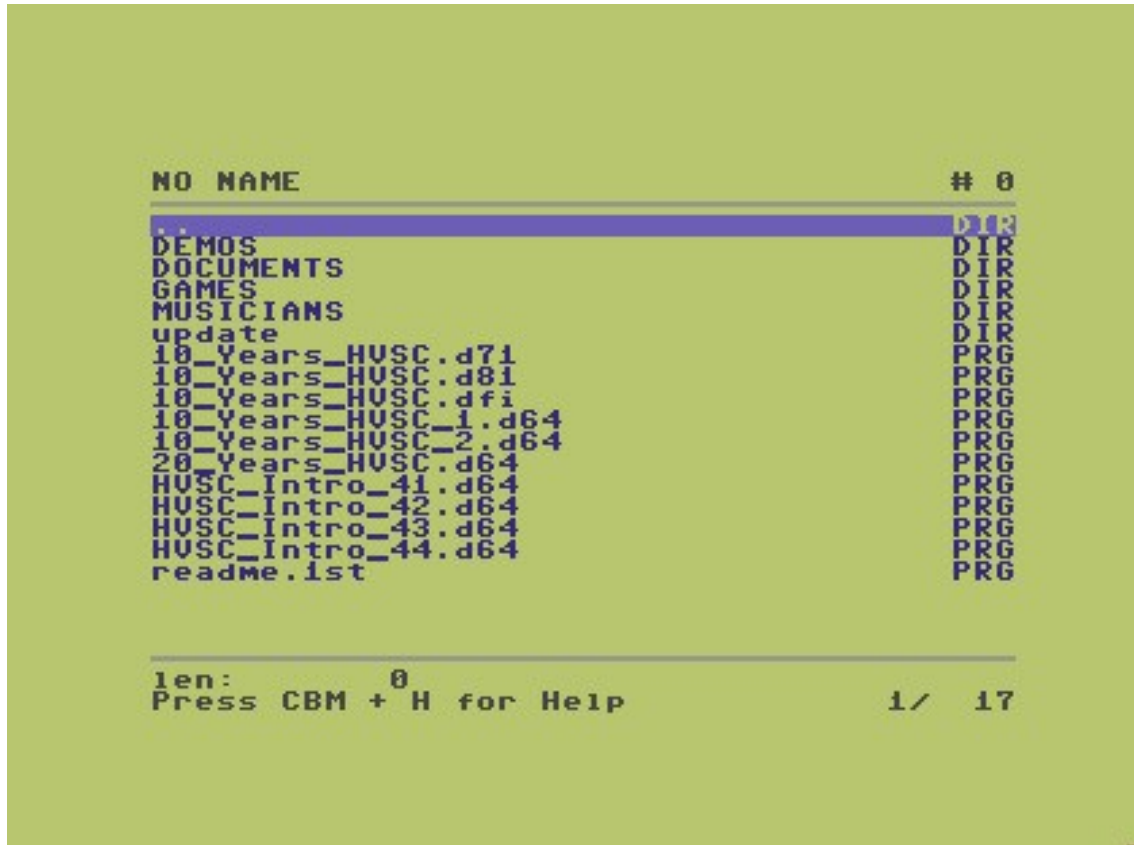 NO NAME # 0
.. DIR
DEMOS DIR
DOCUMENTS DIR
GAMES DIR
MUSICIANS DIR
update DIR
10_Years_HVSC.d71 PRG
10_Years_HVSC.d81 PRG
10_Years_HVSC.dfi PRG
10_Years_HVSC_1.d64 PRG
10_Years_HVSC_2.d64 PRG
20_Years_HVSC.d64 PRG
HVSC_Intro_41.d64 PRG
HVSC_Intro_42.d64 PRG
HVSC_Intro_43.d64 PRG
HVSC_Intro_44.d64 PRG
readme.1st PRG
len: 0
Press CBM + H for Help 1/ 17